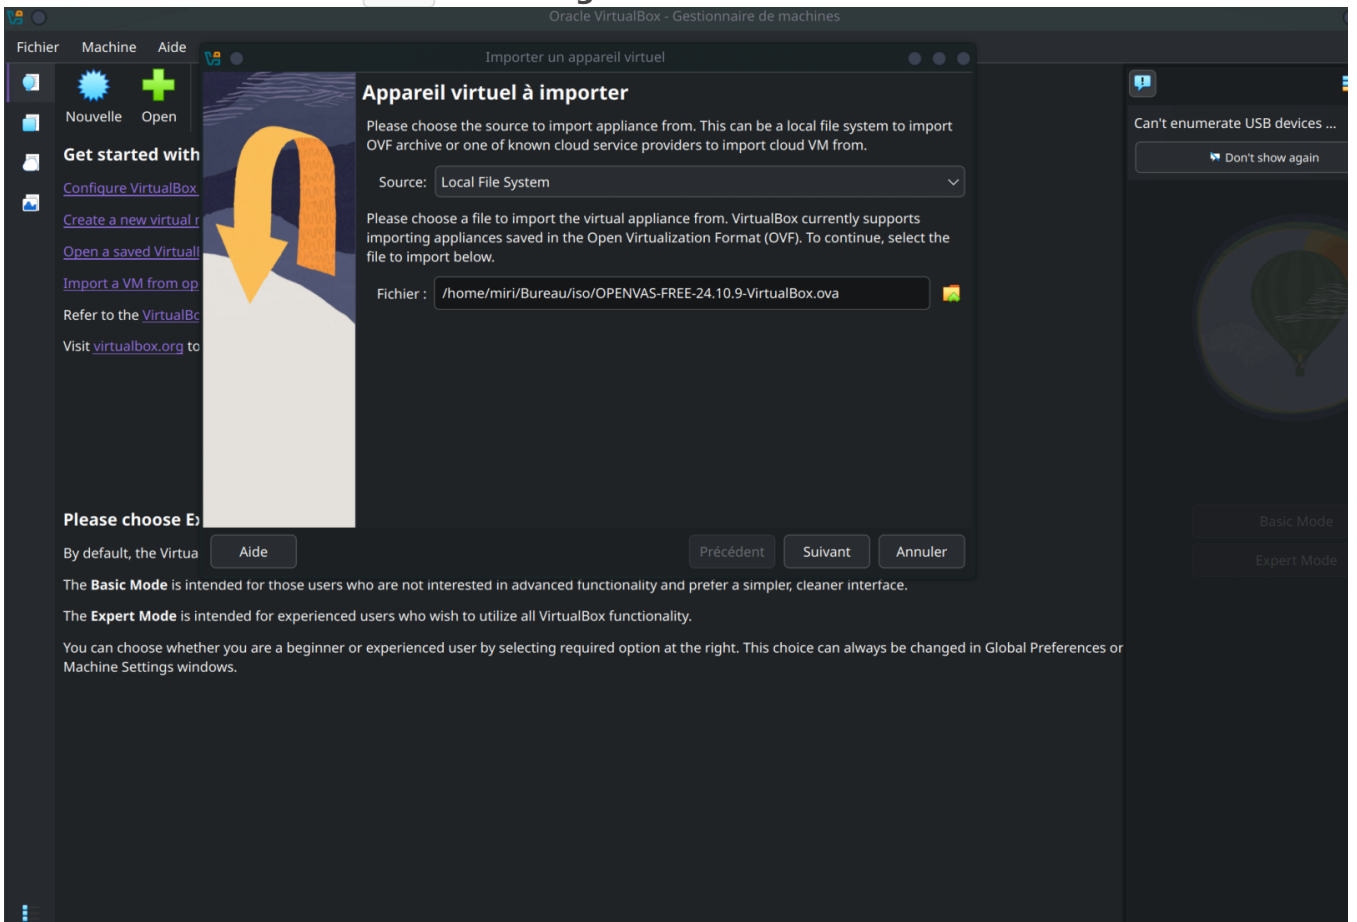 Oracle VirtualBox - Gestionnaire de machines
Fichier Machine Aide
Importer un appareil virtuel
Nouvelle Open
Appareil virtuel à importer
Please choose the source to import appliance from. This can be a local file system to import
OVF archive or one of known cloud service providers to import cloud VM from.
Source: Local File System
Please choose a file to import the virtual appliance from. VirtualBox currently supports
importing appliances saved in the Open Virtualization Format (OVF). To continue, select the
file to import below.
Fichier : /home/miri/Bureau/iso/OPENVAS-FREE-24.10.9-VirtualBox.ova
Aide Précédent Suivant Annuler
Get started with
Configure VirtualBox
Create a new virtual
Open a saved
Import a VM from
Refer to the
Visit virtualbox.org to
Please choose
By default, the
The Basic Mode is intended for those users who are not interested in advanced functionality and prefer a simpler, cleaner interface.
The Expert Mode is intended for experienced users who wish to utilize all VirtualBox functionality.
You can choose whether you are a beginner or experienced user by selecting required option at the right. This choice can always be changed in Global Preferences or
Machine Settings windows.
Can't enumerate USB devices ...
Don't show again
Basic Mode
Expert Mode